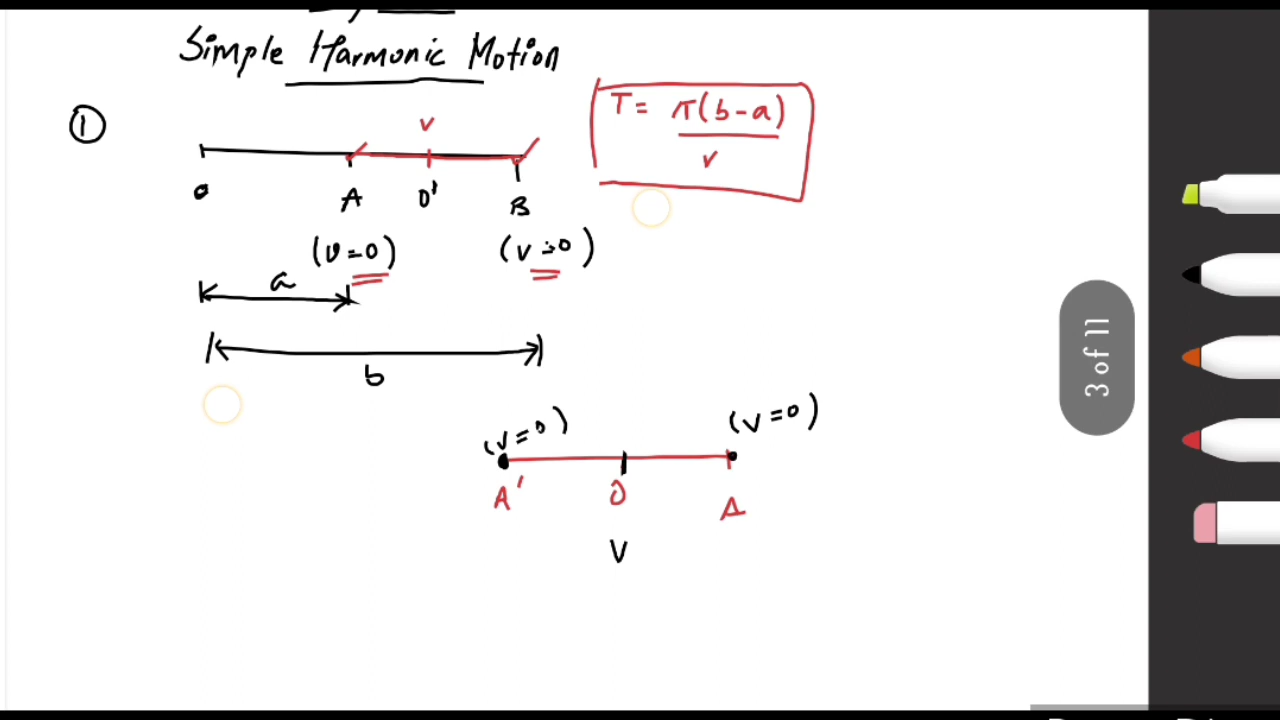 Simple Harmonic Motion
①
T = π(b-a)/v
v
o A O' B
(v=0) (v=0)
a
b
(v=0) (v=0)
A' O A
V
3 of 11